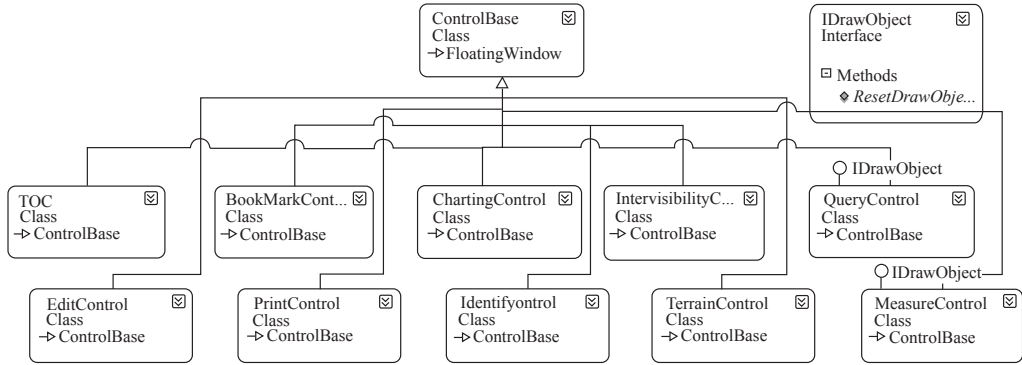 ControlBase
Class
FloatingWindow
IDrawObject
Interface
Methods
ResetDrawObje...
IDrawObject
TOC
Class
ControlBase
BookMarkCont...
Class
ControlBase
ChartingControl
Class
ControlBase
IntervisibilityC...
Class
ControlBase
QueryControl
Class
ControlBase
IDrawObject
EditControl
Class
ControlBase
PrintControl
Class
ControlBase
Identifyontrol
Class
ControlBase
TerrainControl
Class
ControlBase
MeasureControl
Class
ControlBase